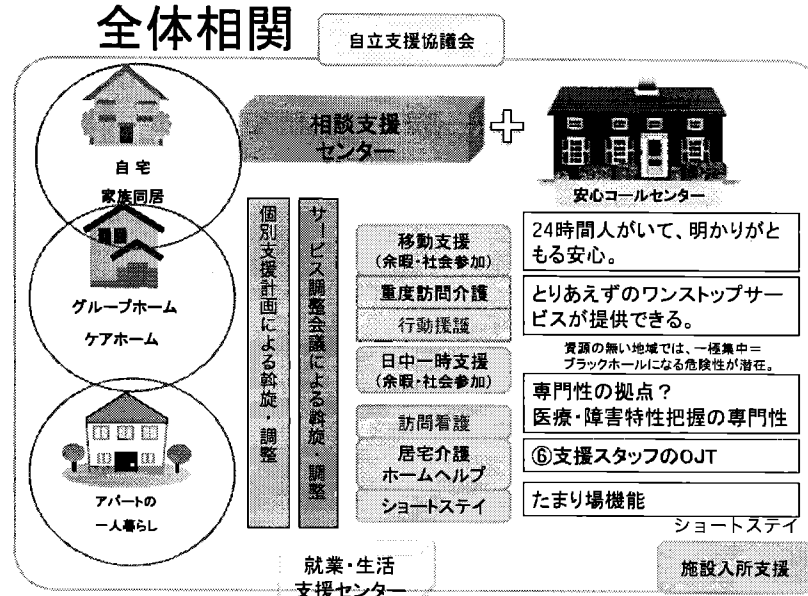 全体相関
自立支援協議会
自宅
家族同居
グループホーム
ケアホーム
アパートの
一人暮らし
相談支援
センター
安心コールセンター
個別支援計画による斡旋・調整
サービス調整会議による斡旋・調整
移動支援
(余暇・社会参加)
重度訪問介護
行動援護
日中一時支援
(余暇・社会参加)
訪問看護
居宅介護
ホームヘルプ
ショートステイ
24時間人がいて、明かりがと
もる安心。
とりあえずのワンストップサー
ビスが提供できる。
資源の無い地域では、一極集中=
ブラックホールになる危険性が潜在。
専門性の拠点?
医療・障害特性把握の専門性
⑥支援スタッフのOJT
たまり場機能
ショートステイ
就業・生活
支援センター
施設入所支援